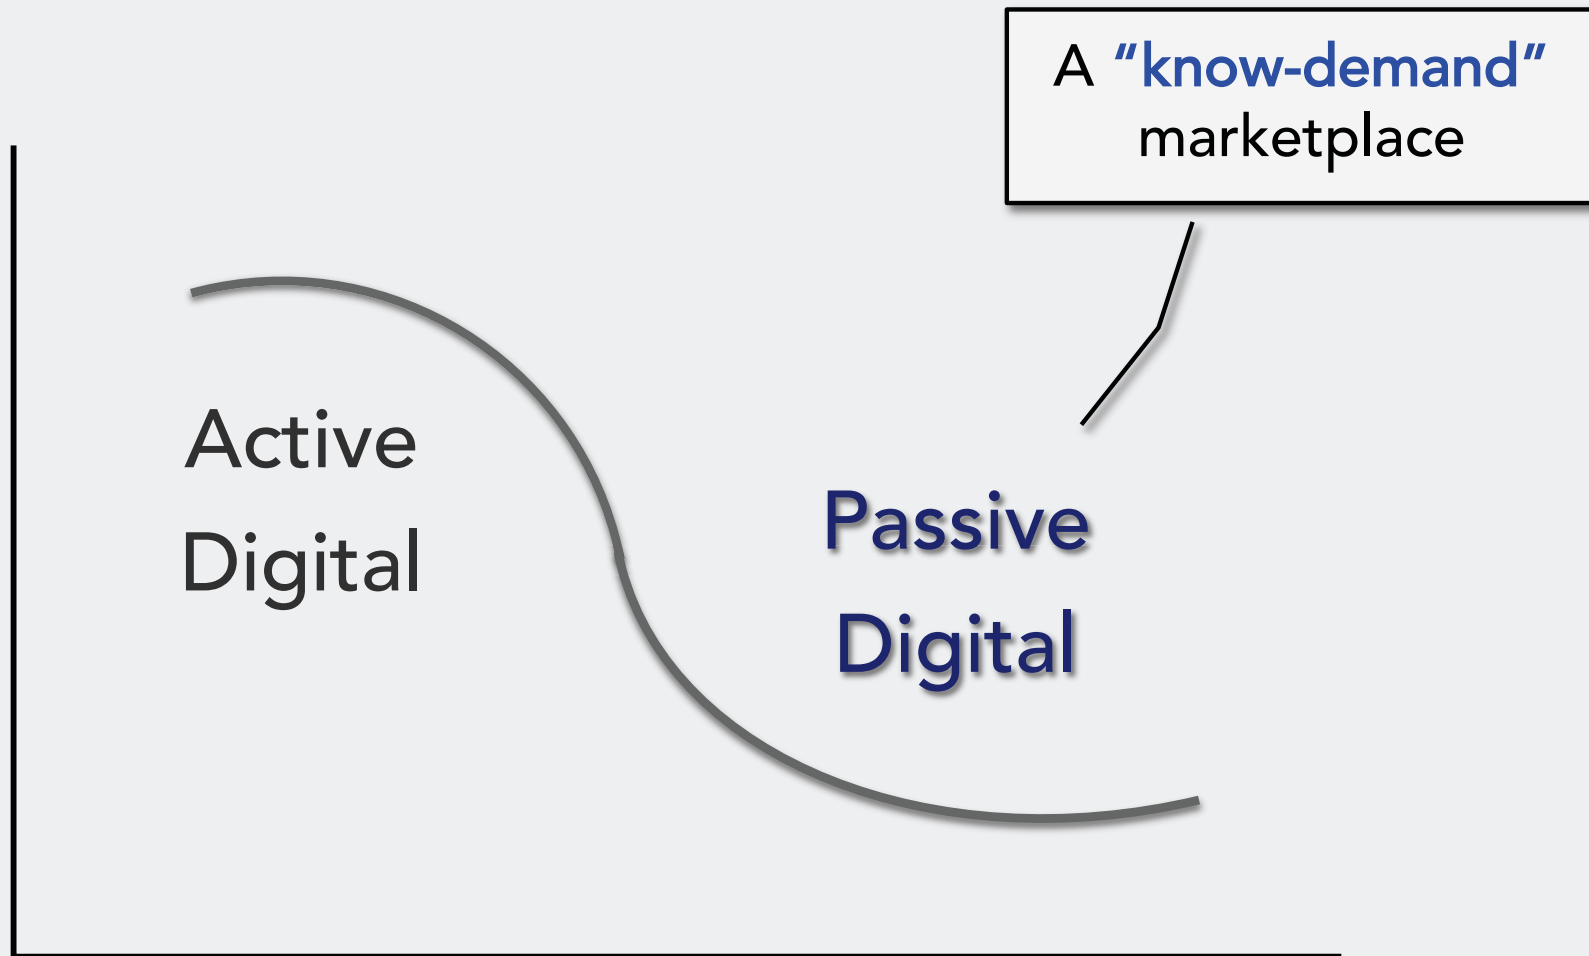 A “know-demand”
marketplace
Active
Digital
Passive
Digital